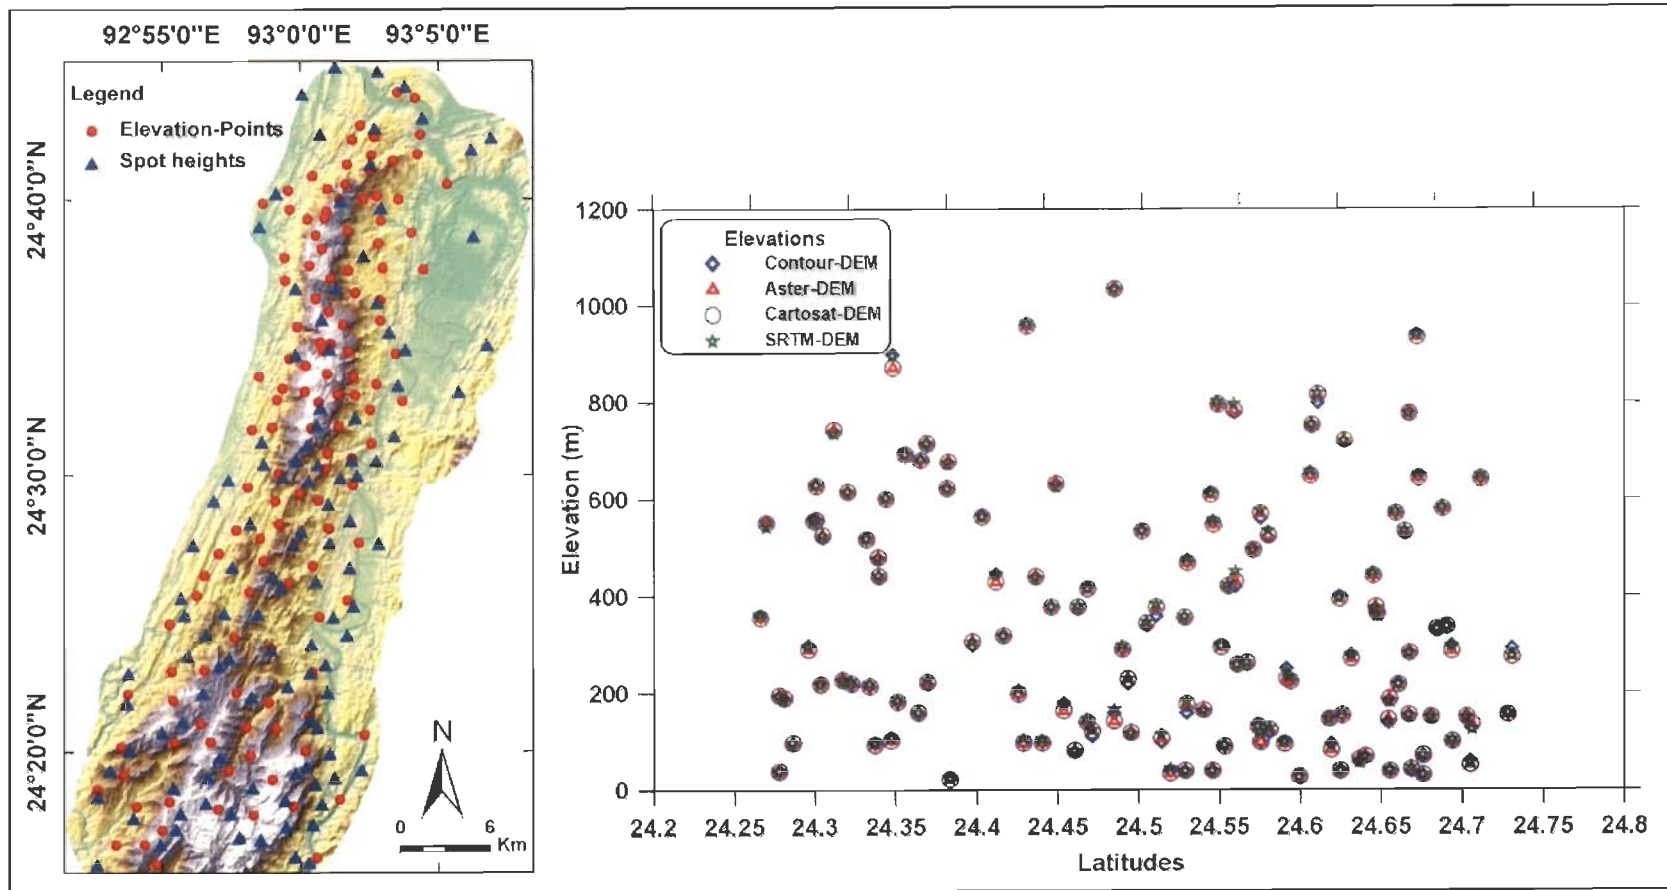 92°55'0"E 93°0'0"E 93°5'0"E
Legend
Elevation-Points
Spot heights
24°40'0"N
24°30'0"N
24°20'0"N
N
0 6
Km
1200
1000
800
600
400
200
0
Elevation (m)
Elevations
Contour-DEM
Aster-DEM
Cartosat-DEM
SRTM-DEM
24.2 24.25 24.3 24.35 24.4 24.45 24.5 24.55 24.6 24.65 24.7 24.75 24.8
Latitudes